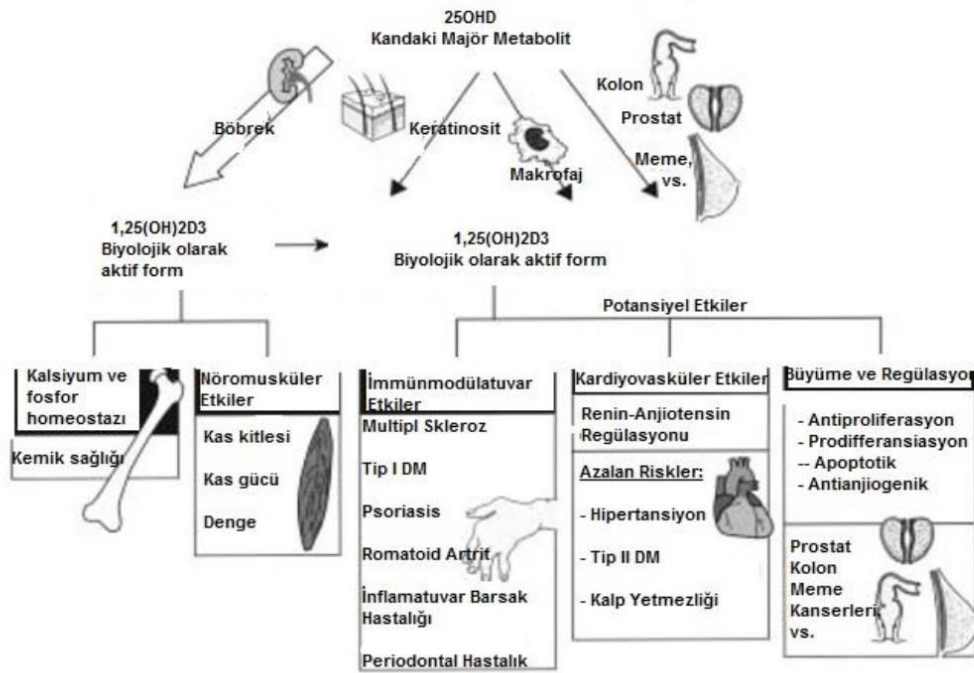 25OHD
Kandaki Majör Metabolit
Kolon
Böbrek
Keratinosit
Prostat
Makrofaj
Meme,
vs.
1,25(OH)2D3
Biyolojik olarak
aktif form
1,25(OH)2D3
Biyolojik olarak aktif form
Potansiyel Etkiler
Kalsiyum ve
fosfor
homeostazı
Kemik sağlığı
Nöromusküler
Etkiler
Kas kitlesi
Kas gücü
Denge
İmmünmodülatuvar
Etkiler
Multipl Skleroz
Tip I DM
Psoriasis
Romatoid Artrit
İnflamatuvar Barsak
Hastalığı
Periodontal Hastalık
Kardiyovasküler Etkiler
Renin-Anjiotensin
Regülasyonu
Azalan Riskler:
- Hipertansiyon
- Tip II DM
- Kalp Yetmezliği
Büyüme ve Regülasyon
- Antiproliferasyon
- Prodifferansiasyon
-- Apoptotik
- Antianjiogenik
Prostat
Kolon
Meme
Kanserleri,
vs.